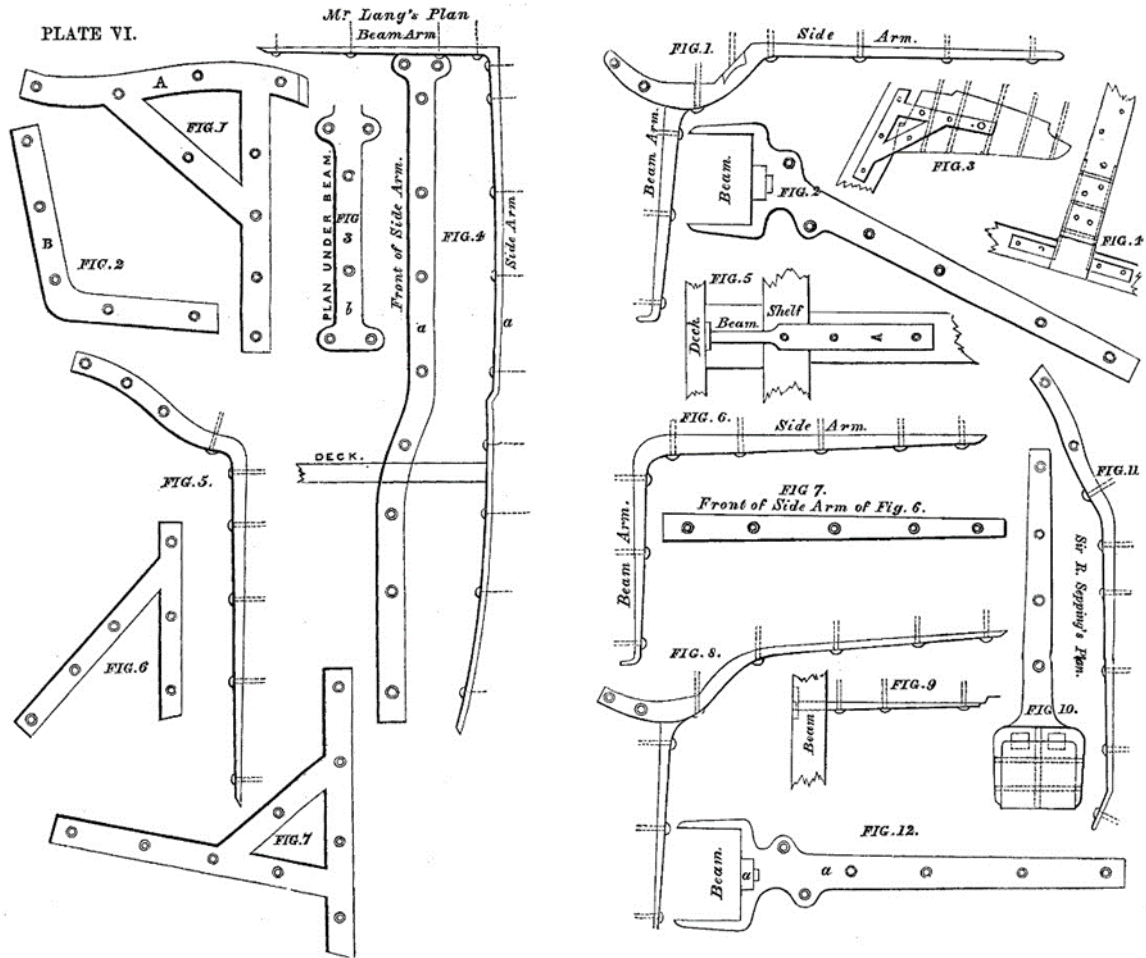 PLATE VI.
Mr Lang's Plan
Beam Arm
A
FIG. 1
B
FIG. 2
PLAN UNDER BEAM.
FIG
3
b
Front of Side Arm.
a
FIG. 4
Side Arm
a
DECK.
FIG. 5.
FIG. 6
FIG. 7
FIG. 1.
Side Arm.
Beam Arm.
Beam.
FIG. 2
FIG. 3
FIG. 4
FIG. 5
Deck.
Beam.
Shelf
A
FIG. 6.
Side Arm.
Beam Arm.
FIG 7.
Front of Side Arm of Fig. 6.
FIG. 8.
FIG. 9
Beam
FIG 10.
FIG. 11.
Sir R. Sepping's Plan.
FIG. 12.
Beam.
a
a